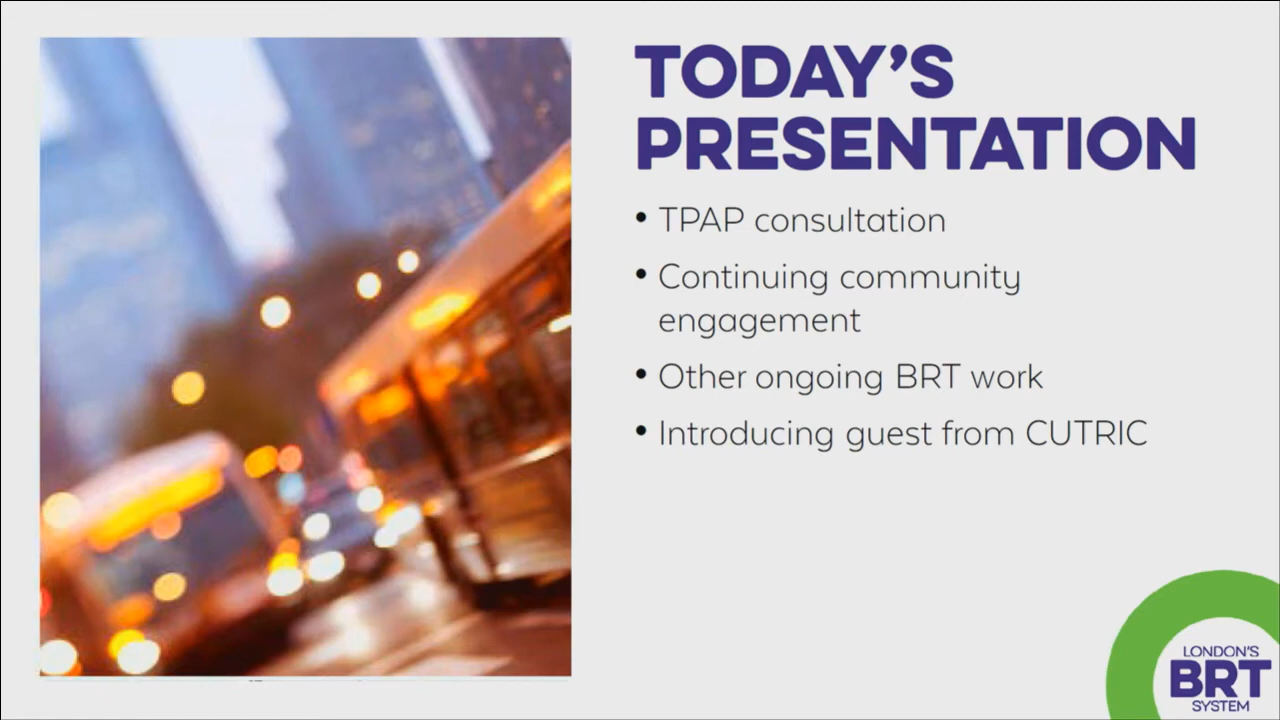 TODAY’S
PRESENTATION
• TPAP consultation
• Continuing community
engagement
• Other ongoing BRT work
• Introducing guest from CUTRIC
LONDON’S
BRT
SYSTEM